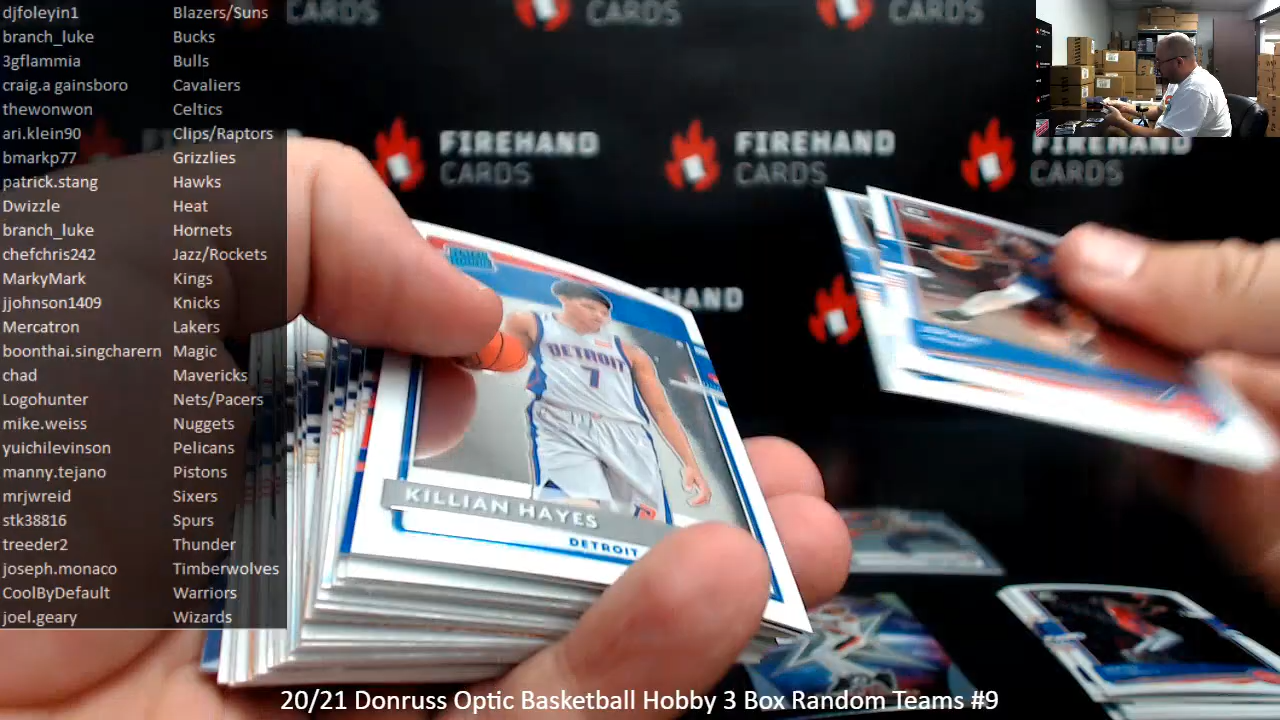 djfoleyin1 Blazers/Suns
branch_luke Bucks
3gflammia Bulls
craig.a gainsboro Cavaliers
thewonwon Celtics
ari.klein90 Clips/Raptors
bmarkp77 Grizzlies
patrick.stang Hawks
Dwizzle Heat
branch_luke Hornets
chefchris242 Jazz/Rockets
MarkyMark Kings
jjohnson1409 Knicks
Mercatron Lakers
boonthai.singcharern Magic
chad Mavericks
Logohunter Nets/Pacers
mike.weiss Nuggets
yuichilevinson Pelicans
manny.tejano Pistons
mrjwreid Sixers
stk38816 Spurs
treeder2 Thunder
joseph.monaco Timberwolves
CoolByDefault Warriors
joel.geary Wizards
CARDS
CARDS
CARDS
FIREHAND
CARDS
FIREHAND
CARDS
FIREHAND
CARDS
FIREHAND
DETROIT
7
KILLIAN HAYES
DETROIT
20/21 Donruss Optic Basketball Hobby 3 Box Random Teams #9